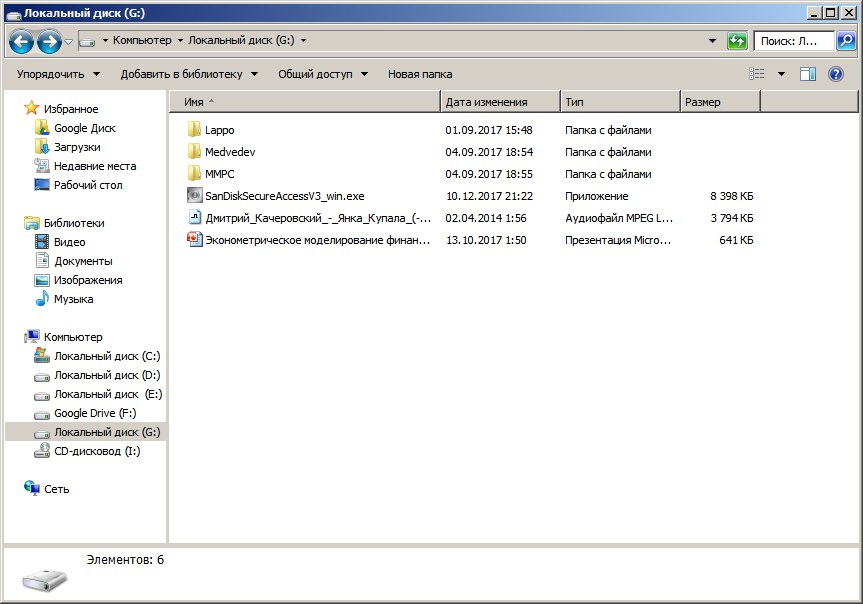 Локальный диск (G:)
Компьютер Локальный диск (G:) Поиск: Л...
Упорядочить Добавить в библиотеку Общий доступ Новая папка
Имя Дата изменения Тип Размер
Lappo 01.09.2017 15:48 Папка с файлами
Medvedev 04.09.2017 18:54 Папка с файлами
MMPC 04.09.2017 18:55 Папка с файлами
SanDiskSecureAccessV3_win.exe 10.12.2017 21:22 Приложение 8 398 КБ
Дмитрий_Качеровский_-_Янка_Купала_(-... 02.04.2014 1:56 Аудиофайл MPEG L... 3 794 КБ
Эконометрическое моделирование финан... 13.10.2017 1:50 Презентация Micro... 641 КБ
Избранное
Google Диск
Загрузки
Недавние места
Рабочий стол
Библиотеки
Видео
Документы
Изображения
Музыка
Компьютер
Локальный диск (C:)
Локальный диск (D:)
Локальный диск (E:)
Google Drive (F:)
Локальный диск (G:)
CD-дисковод (I:)
Сеть
Элементов: 6